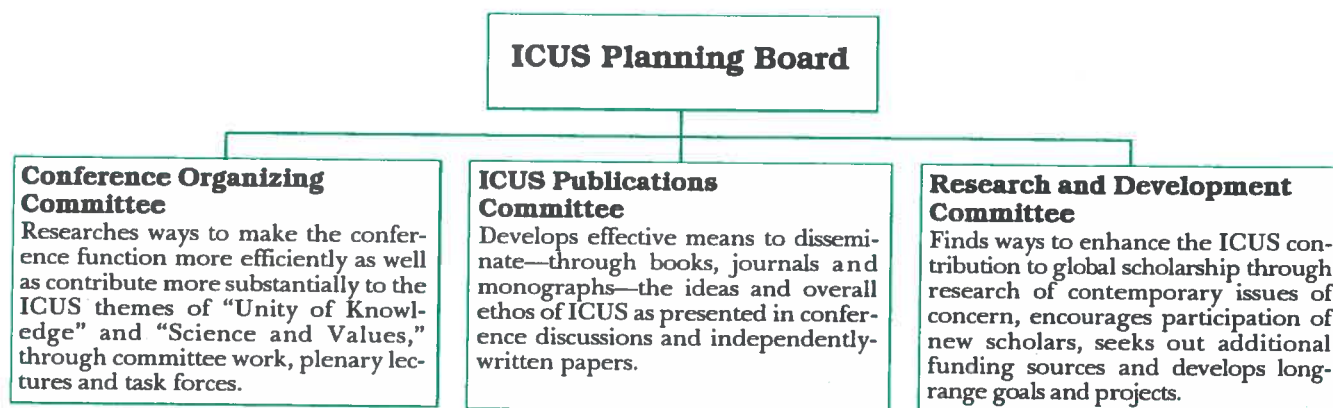 ICUS Planning Board
Conference Organizing
Committee
Researches ways to make the confer-
ence function more efficiently as well
as contribute more substantially to the
ICUS themes of "Unity of Knowl-
edge" and "Science and Values,"
through committee work, plenary lec-
tures and task forces.
ICUS Publications
Committee
Develops effective means to dissemi-
nate—through books, journals and
monographs—the ideas and overall
ethos of ICUS as presented in confer-
ence discussions and independently-
written papers.
Research and Development
Committee
Finds ways to enhance the ICUS con-
tribution to global scholarship through
research of contemporary issues of
concern, encourages participation of
new scholars, seeks out additional
funding sources and develops long-
range goals and projects.